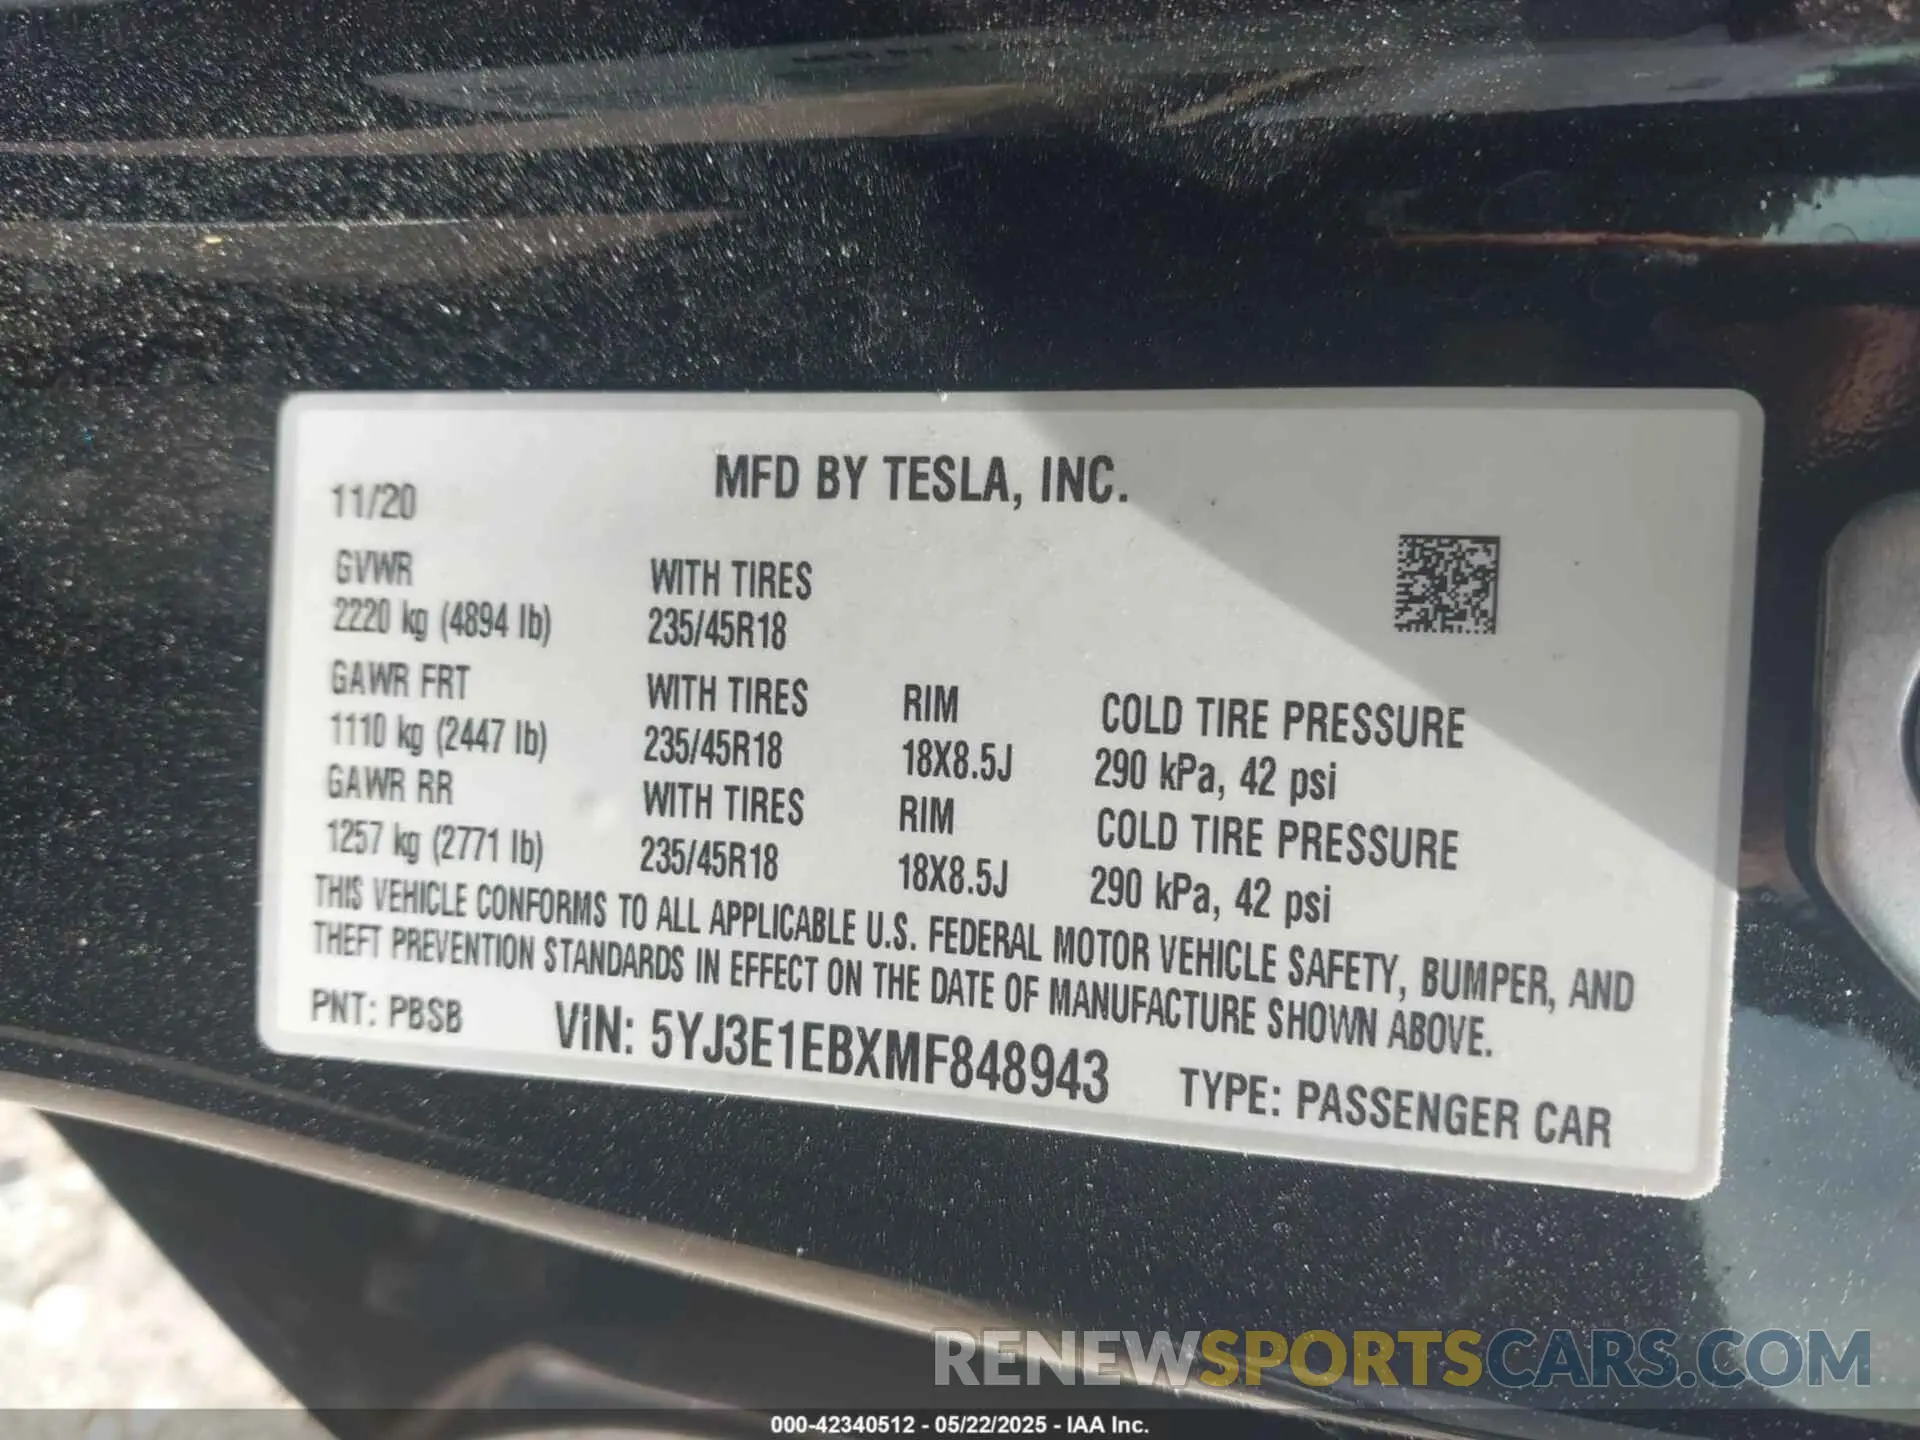 MFD BY TESLA, INC.
11/20
GVWR WITH TIRES
2220 kg (4894 lb) 235/45R18
GAWR FRT WITH TIRES RIM COLD TIRE PRESSURE
1110 kg (2447 lb) 235/45R18 18X8.5J 290 kPa, 42 psi
GAWR RR WITH TIRES RIM COLD TIRE PRESSURE
1257 kg (2771 lb) 235/45R18 18X8.5J 290 kPa, 42 psi
THIS VEHICLE CONFORMS TO ALL APPLICABLE U.S. FEDERAL MOTOR VEHICLE SAFETY, BUMPER, AND
THEFT PREVENTION STANDARDS IN EFFECT ON THE DATE OF MANUFACTURE SHOWN ABOVE.
PNT: PBSB VIN: 5YJ3E1EBXMF848943 TYPE: PASSENGER CAR
RENEWSPORTSCARS.COM
000-42340512 - 05/22/2025 - IAA Inc.